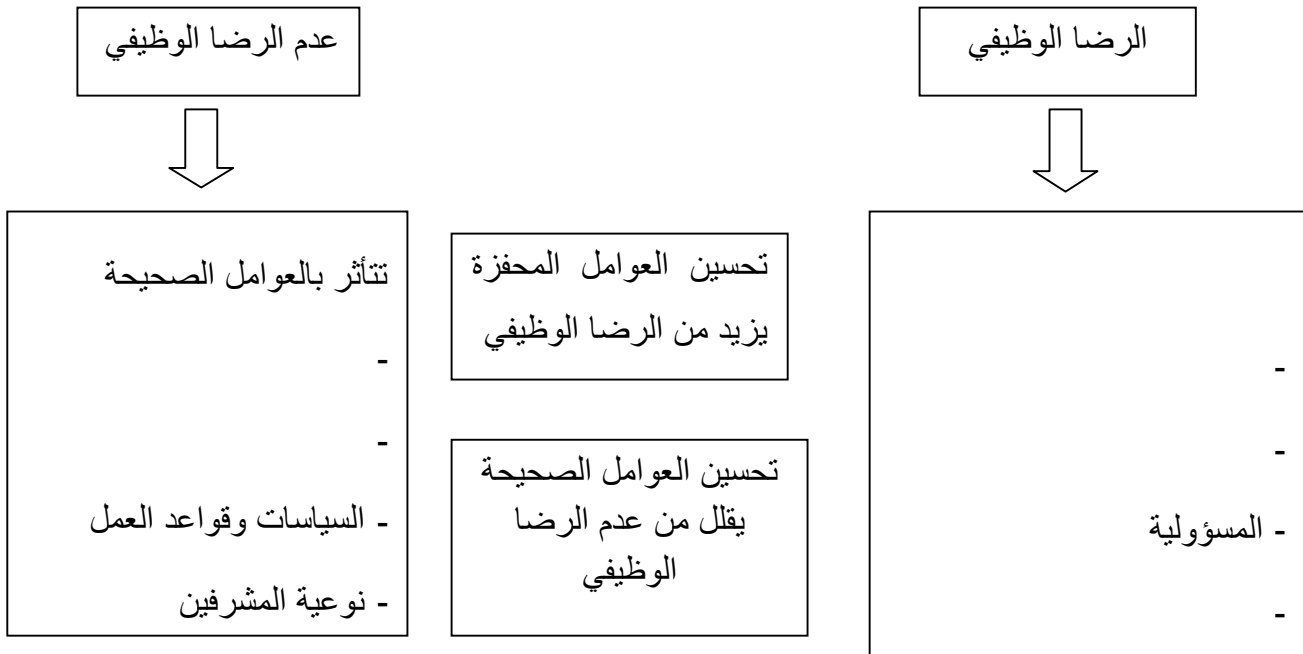 الرضا الوظيفي
عدم الرضا الوظيفي
-
-
- المسؤولية
-
تحسين العوامل المحفزة
يزيد من الرضا الوظيفي
تحسين العوامل الصحيحة
يقلل من عدم الرضا
الوظيفي
تتأثر بالعوامل الصحيحة
-
-
- السياسات وقواعد العمل
- نوعية المشرفين